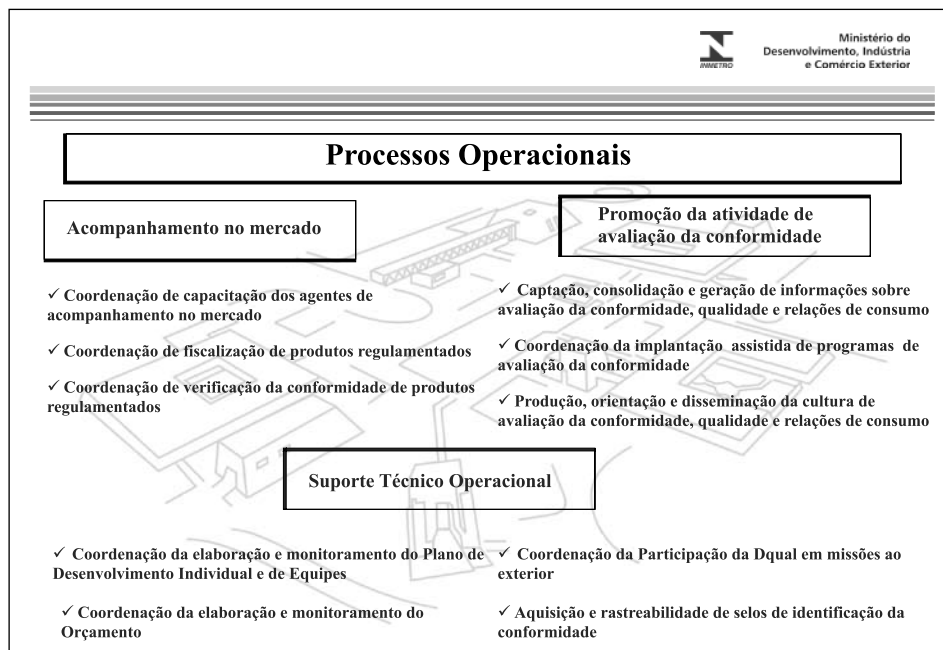 INMETRO
Ministério do
Desenvolvimento, Indústria
e Comércio Exterior
Processos Operacionais
Acompanhamento no mercado
✓ Coordenação de capacitação dos agentes de
acompanhamento no mercado
✓ Coordenação de fiscalização de produtos regulamentados
✓ Coordenação de verificação da conformidade de produtos
regulamentados
Promoção da atividade de
avaliação da conformidade
✓ Captação, consolidação e geração de informações sobre
avaliação da conformidade, qualidade e relações de consumo
✓ Coordenação da implantação assistida de programas de
avaliação da conformidade
✓ Produção, orientação e disseminação da cultura de
avaliação da conformidade, qualidade e relações de consumo
Suporte Técnico Operacional
✓ Coordenação da elaboração e monitoramento do Plano de
Desenvolvimento Individual e de Equipes
✓ Coordenação da elaboração e monitoramento do
Orçamento
✓ Coordenação da Participação da Dqual em missões ao
exterior
✓ Aquisição e rastreabilidade de selos de identificação da
conformidade